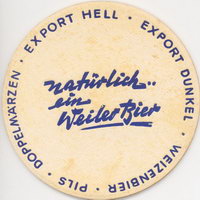 DOPPELMÄRZEN · EXPORT HELL · EXPORT DUNKEL · WEIZENBIER · PILS ·
natürlich..
ein
Weiler Bier